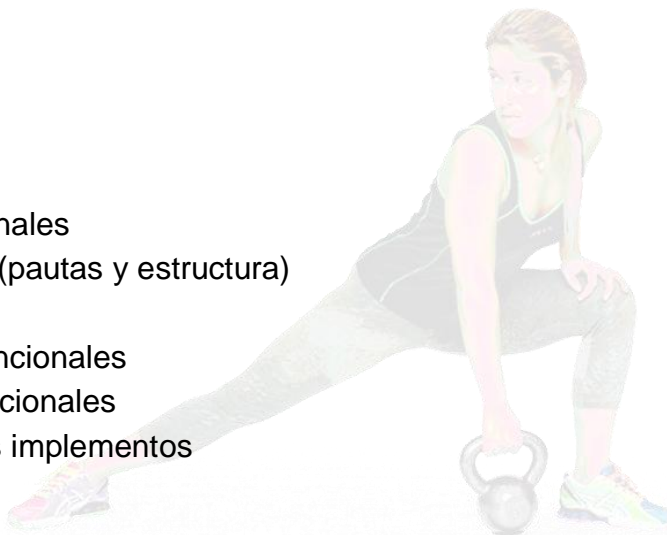 nales
(pautas y estructura)
ncionales
cionales
s implementos